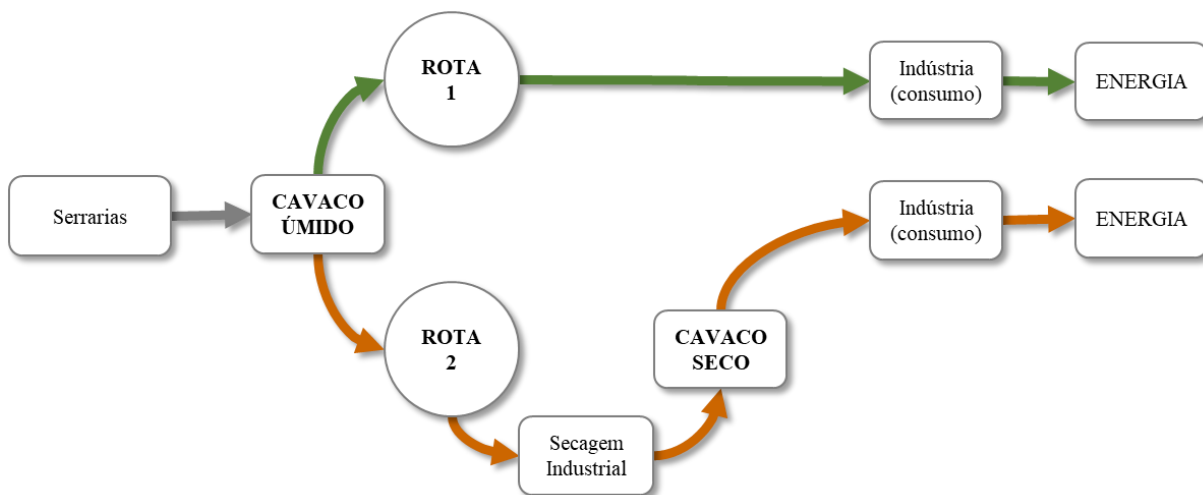 ROTA
1
Indústria
(consumo)
ENERGIA
Serrarias
CAVACO
ÚMIDO
Indústria
(consumo)
ENERGIA
ROTA
2
CAVACO
SECO
Secagem
Industrial